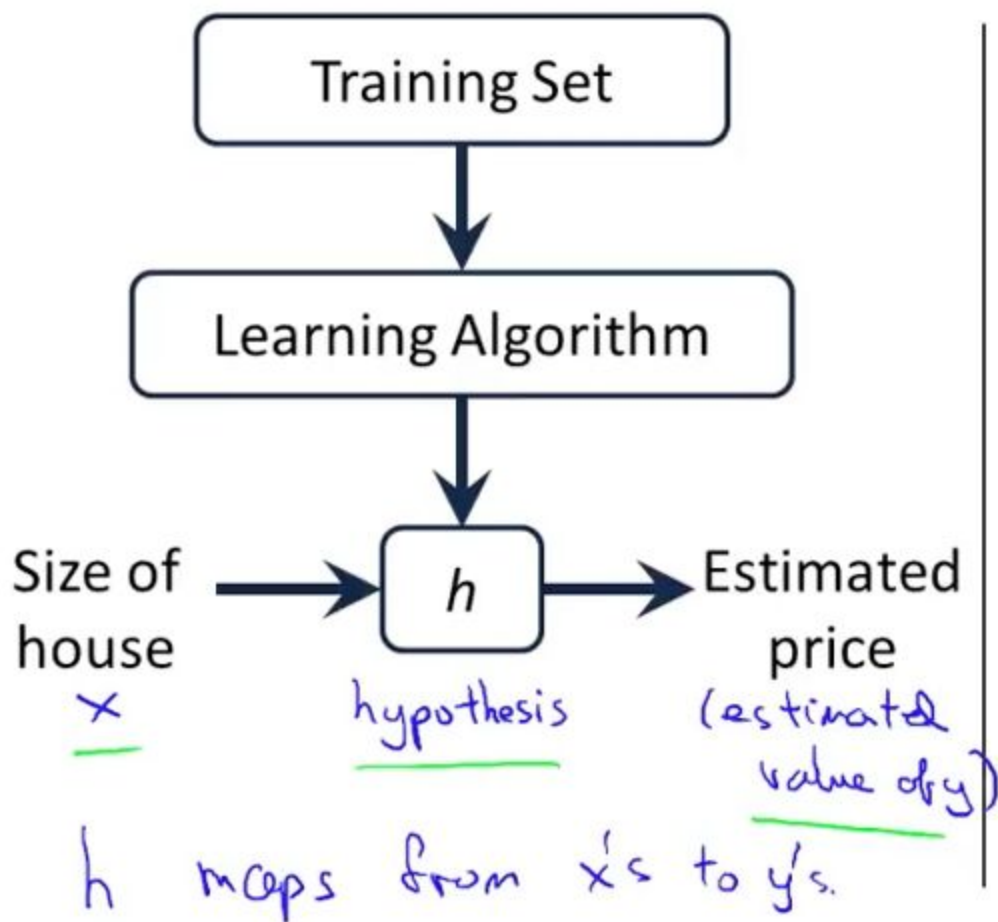 Training Set
Learning Algorithm
Size of
house
h
Estimated
price
x
hypothesis
(estimated
value of y)
h maps from x's to y's.